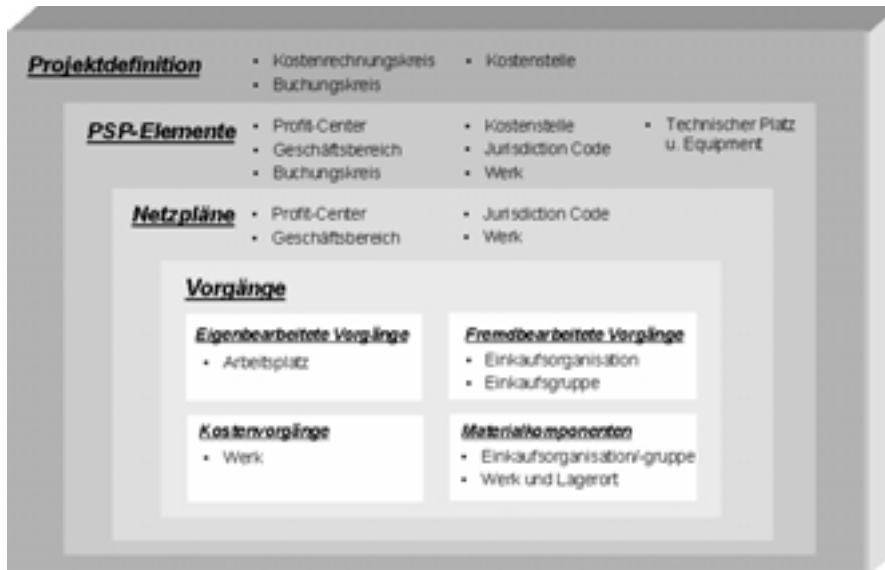 Projektdefinition
• Kostenrechnungskreis
• Buchungskreis
• Kostenstelle
PSP-Elemente
• Profit-Center
• Geschäftsbereich
• Buchungskreis
• Kostenstelle
• Jurisdiction Code
• Werk
• Technischer Platz
u. Equipment
Netzpläne
• Profit-Center
• Geschäftsbereich
• Jurisdiction Code
• Werk
Vorgänge
Eigenbearbeitete Vorgänge
• Arbeitsplatz
Fremdbearbeitete Vorgänge
• Einkaufsorganisation
• Einkaufsgruppe
Kostenvorgänge
• Werk
Materialkomponenten
• Einkaufsorganisation/-gruppe
• Werk und Lagerort